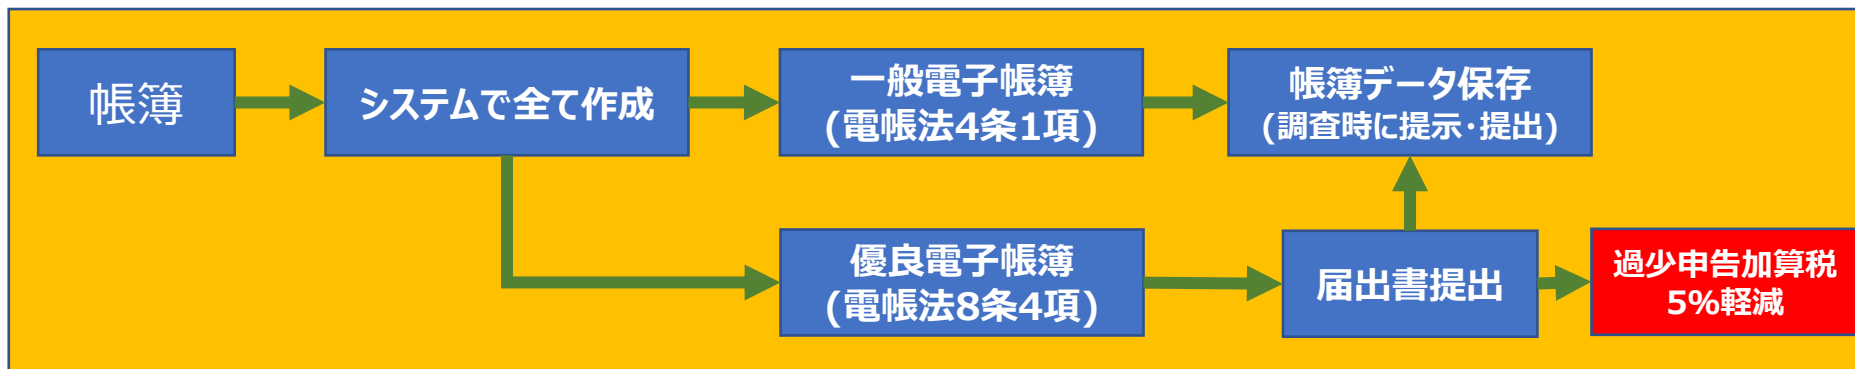 帳簿
システムで全て作成
一般電子帳簿
(電帳法4条1項)
帳簿データ保存
(調査時に提示・提出)
優良電子帳簿
(電帳法8条4項)
届出書提出
過少申告加算税
5%軽減